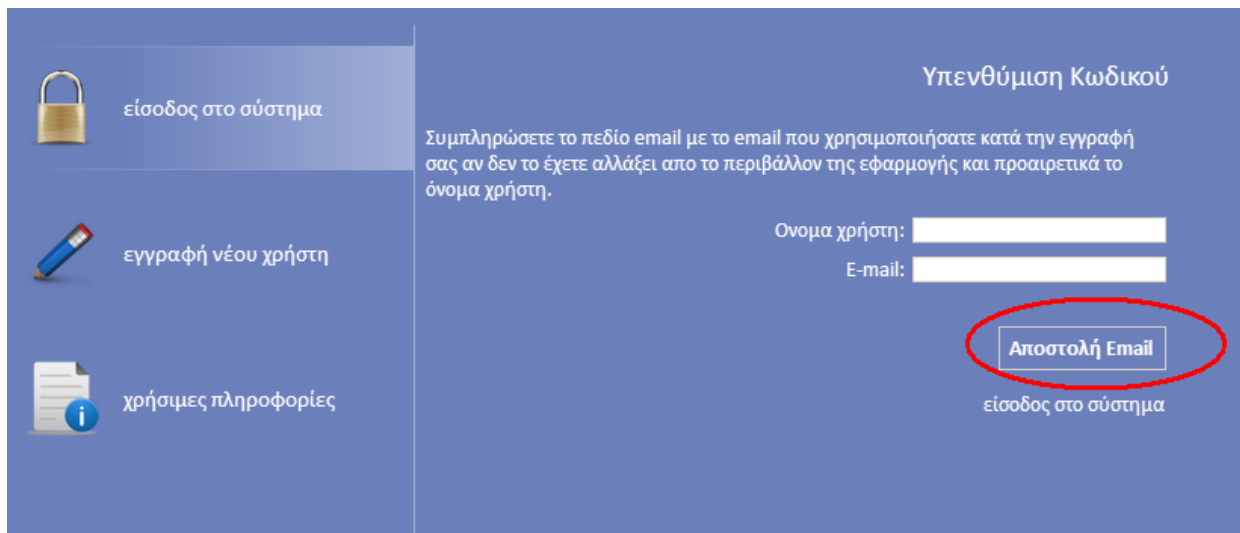 είσοδος στο σύστημα
εγγραφή νέου χρήστη
χρήσιμες πληροφορίες
Υπενθύμιση Κωδικού
Συμπληρώσετε το πεδίο email με το email που χρησιμοποιήσατε κατά την εγγραφή
σας αν δεν το έχετε αλλάξει απο το περιβάλλον της εφαρμογής και προαιρετικά το
όνομα χρήστη.
Ονομα χρήστη:
E-mail:
Αποστολή Email
είσοδος στο σύστημα